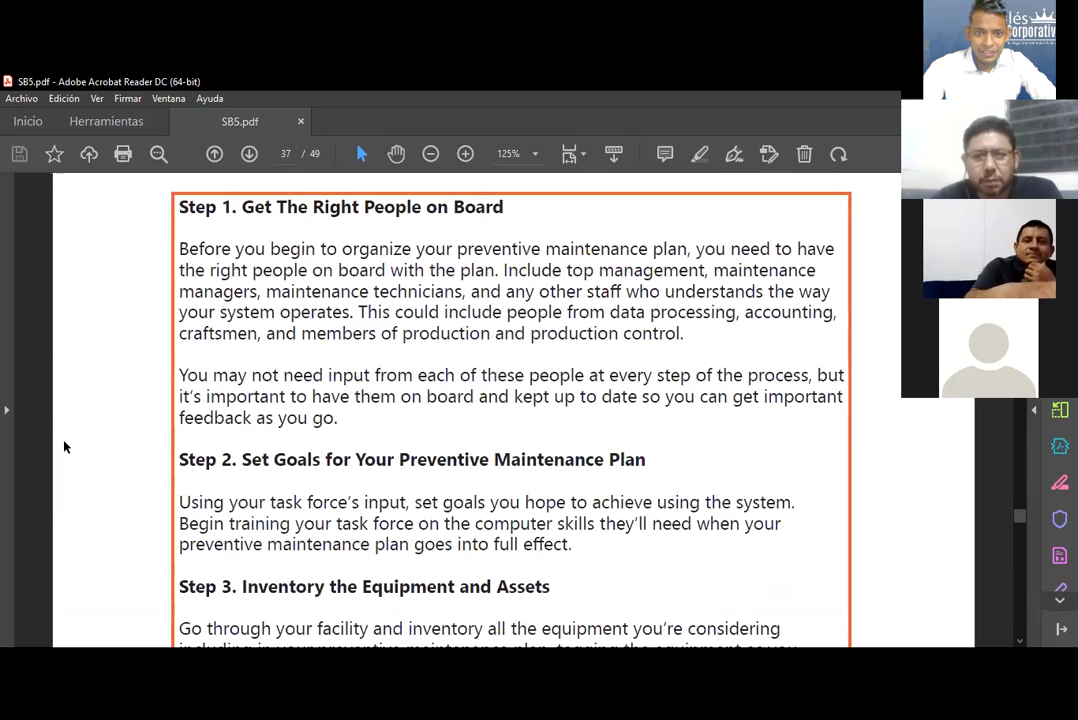 SB5.pdf - Adobe Acrobat Reader DC (64-bit)
Archivo Edición Ver Firmar Ventana Ayuda
Inicio Herramientas SB5.pdf ×
37 / 49 125%
Step 1. Get The Right People on Board
Before you begin to organize your preventive maintenance plan, you need to have
the right people on board with the plan. Include top management, maintenance
managers, maintenance technicians, and any other staff who understands the way
your system operates. This could include people from data processing, accounting,
craftsmen, and members of production and production control.
You may not need input from each of these people at every step of the process, but
it's important to have them on board and kept up to date so you can get important
feedback as you go.
Step 2. Set Goals for Your Preventive Maintenance Plan
Using your task force's input, set goals you hope to achieve using the system.
Begin training your task force on the computer skills they'll need when your
preventive maintenance plan goes into full effect.
Step 3. Inventory the Equipment and Assets
Go through your facility and inventory all the equipment you're considering
lés
Corporativ